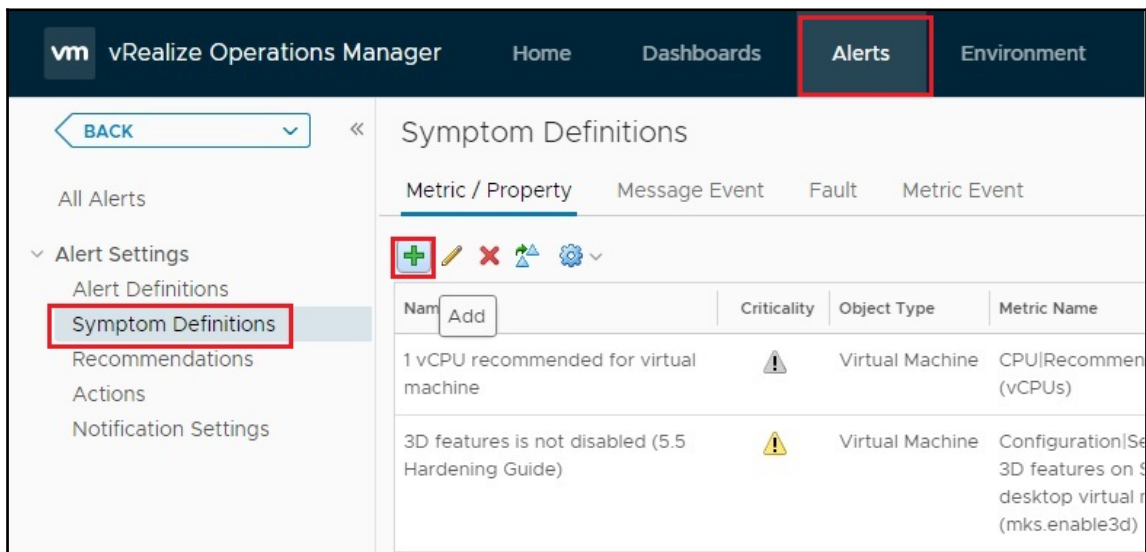 vm vRealize Operations Manager Home Dashboards Alerts Environment
BACK
Symptom Definitions
All Alerts
Metric / Property Message Event Fault Metric Event
Alert Settings
Alert Definitions
Symptom Definitions
Recommendations
Actions
Notification Settings
Add
Criticality Object Type Metric Name
1 vCPU recommended for virtual
machine
Virtual Machine
CPU|Recommen
(vCPUs)
3D features is not disabled (5.5
Hardening Guide)
Virtual Machine
Configuration|Se
3D features on
desktop virtual
(mks.enable3d)